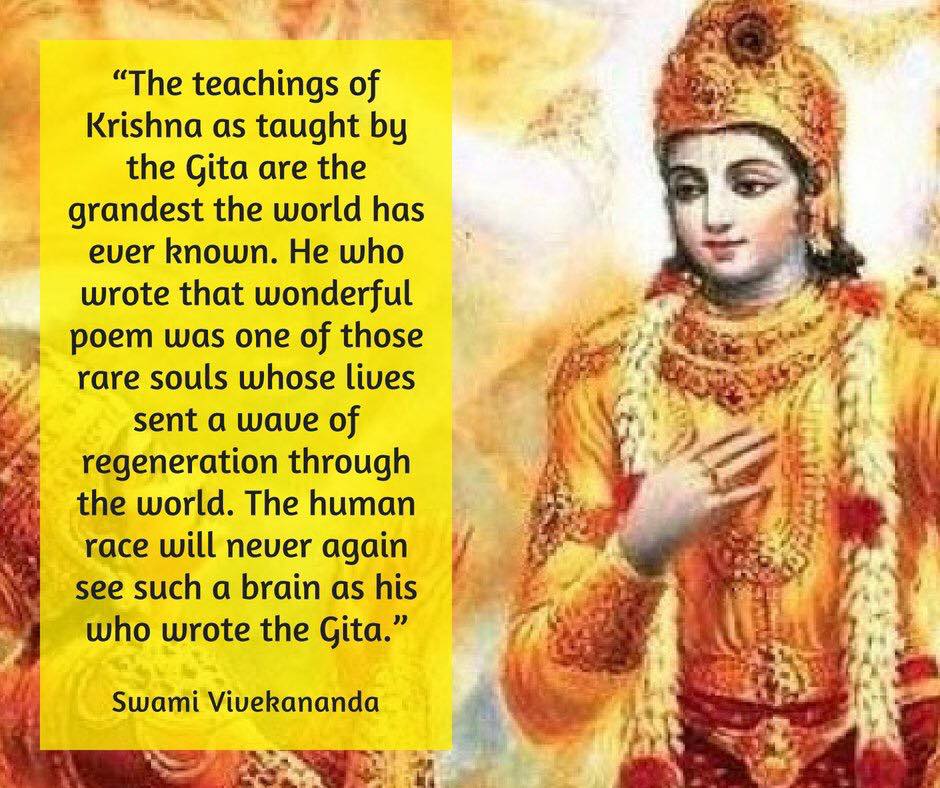 “The teachings of
Krishna as taught by
the Gita are the
grandest the world has
ever known. He who
wrote that wonderful
poem was one of those
rare souls whose lives
sent a wave of
regeneration through
the world. The human
race will never again
see such a brain as his
who wrote the Gita.”
Swami Vivekananda